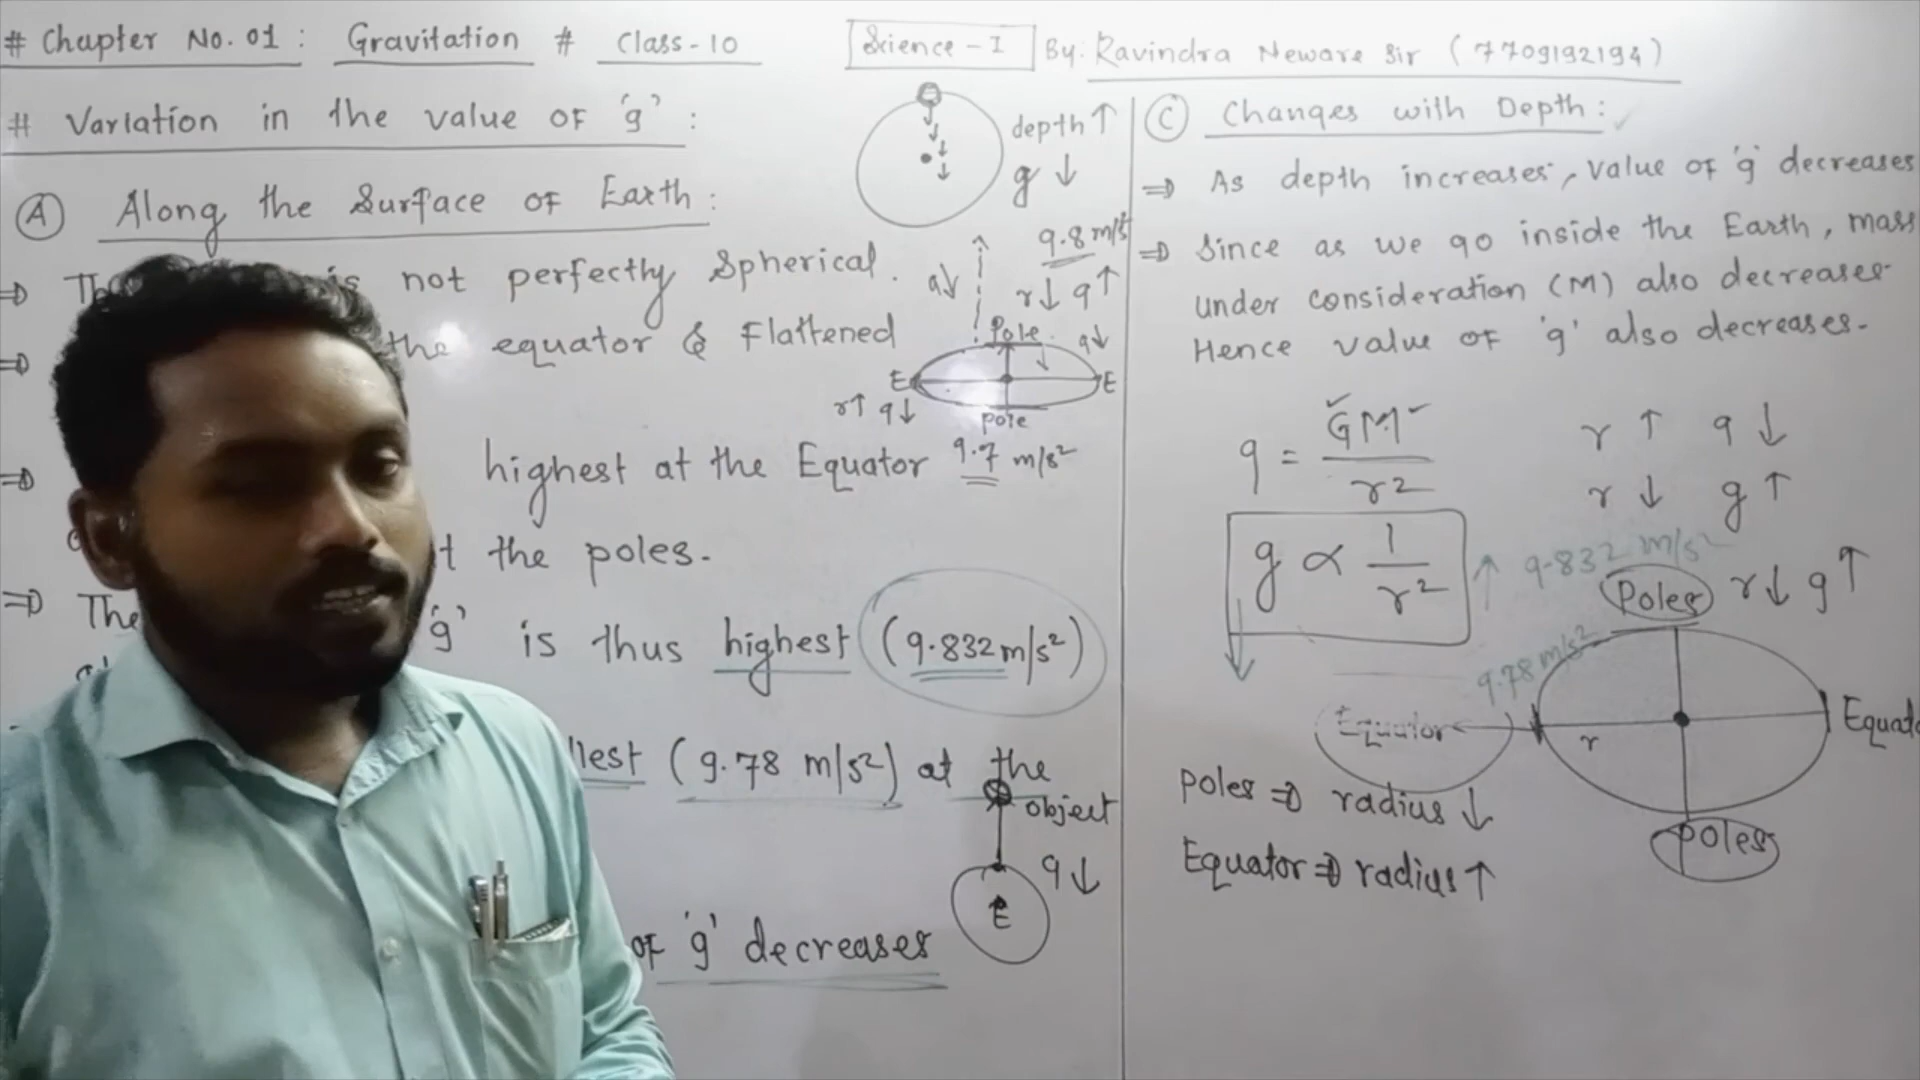 # Chapter No. 01 : Gravitation # Class - 10
Science - I By: Ravindra Neware Sir ( 7709192194 )
# Variation in the value of 'g' :
(A) Along the Surface of Earth :
⇒ is not perfectly Spherical.
⇒ the equator & Flattened
⇒ highest at the Equator
the poles.
⇒ The 'g' is thus highest (9.832 m/s²)
(9.78 m/s²) at the
of 'g' decreases
depth ↑
g ↓
9.8 m/s²
r ↓ g ↑
g ↓
Pole
g ↓
E E
r ↑ g ↓
Pole
9.7 m/s²
object
g ↓
E
(C) Changes with Depth :
⇒ As depth increases, value of 'g' decreases
⇒ Since as we go inside the Earth, mass
under consideration (M) also decreases
Hence value of 'g' also decreases.
g = GM / r²
r ↑ g ↓
r ↓ g ↑
g ∝ 1 / r²
↑ 9.832 m/s²
Poles r ↓ g ↑
9.78 m/s²
Equator
r
Poles ⇒ radius ↓
Poles
Equator ⇒ radius ↑